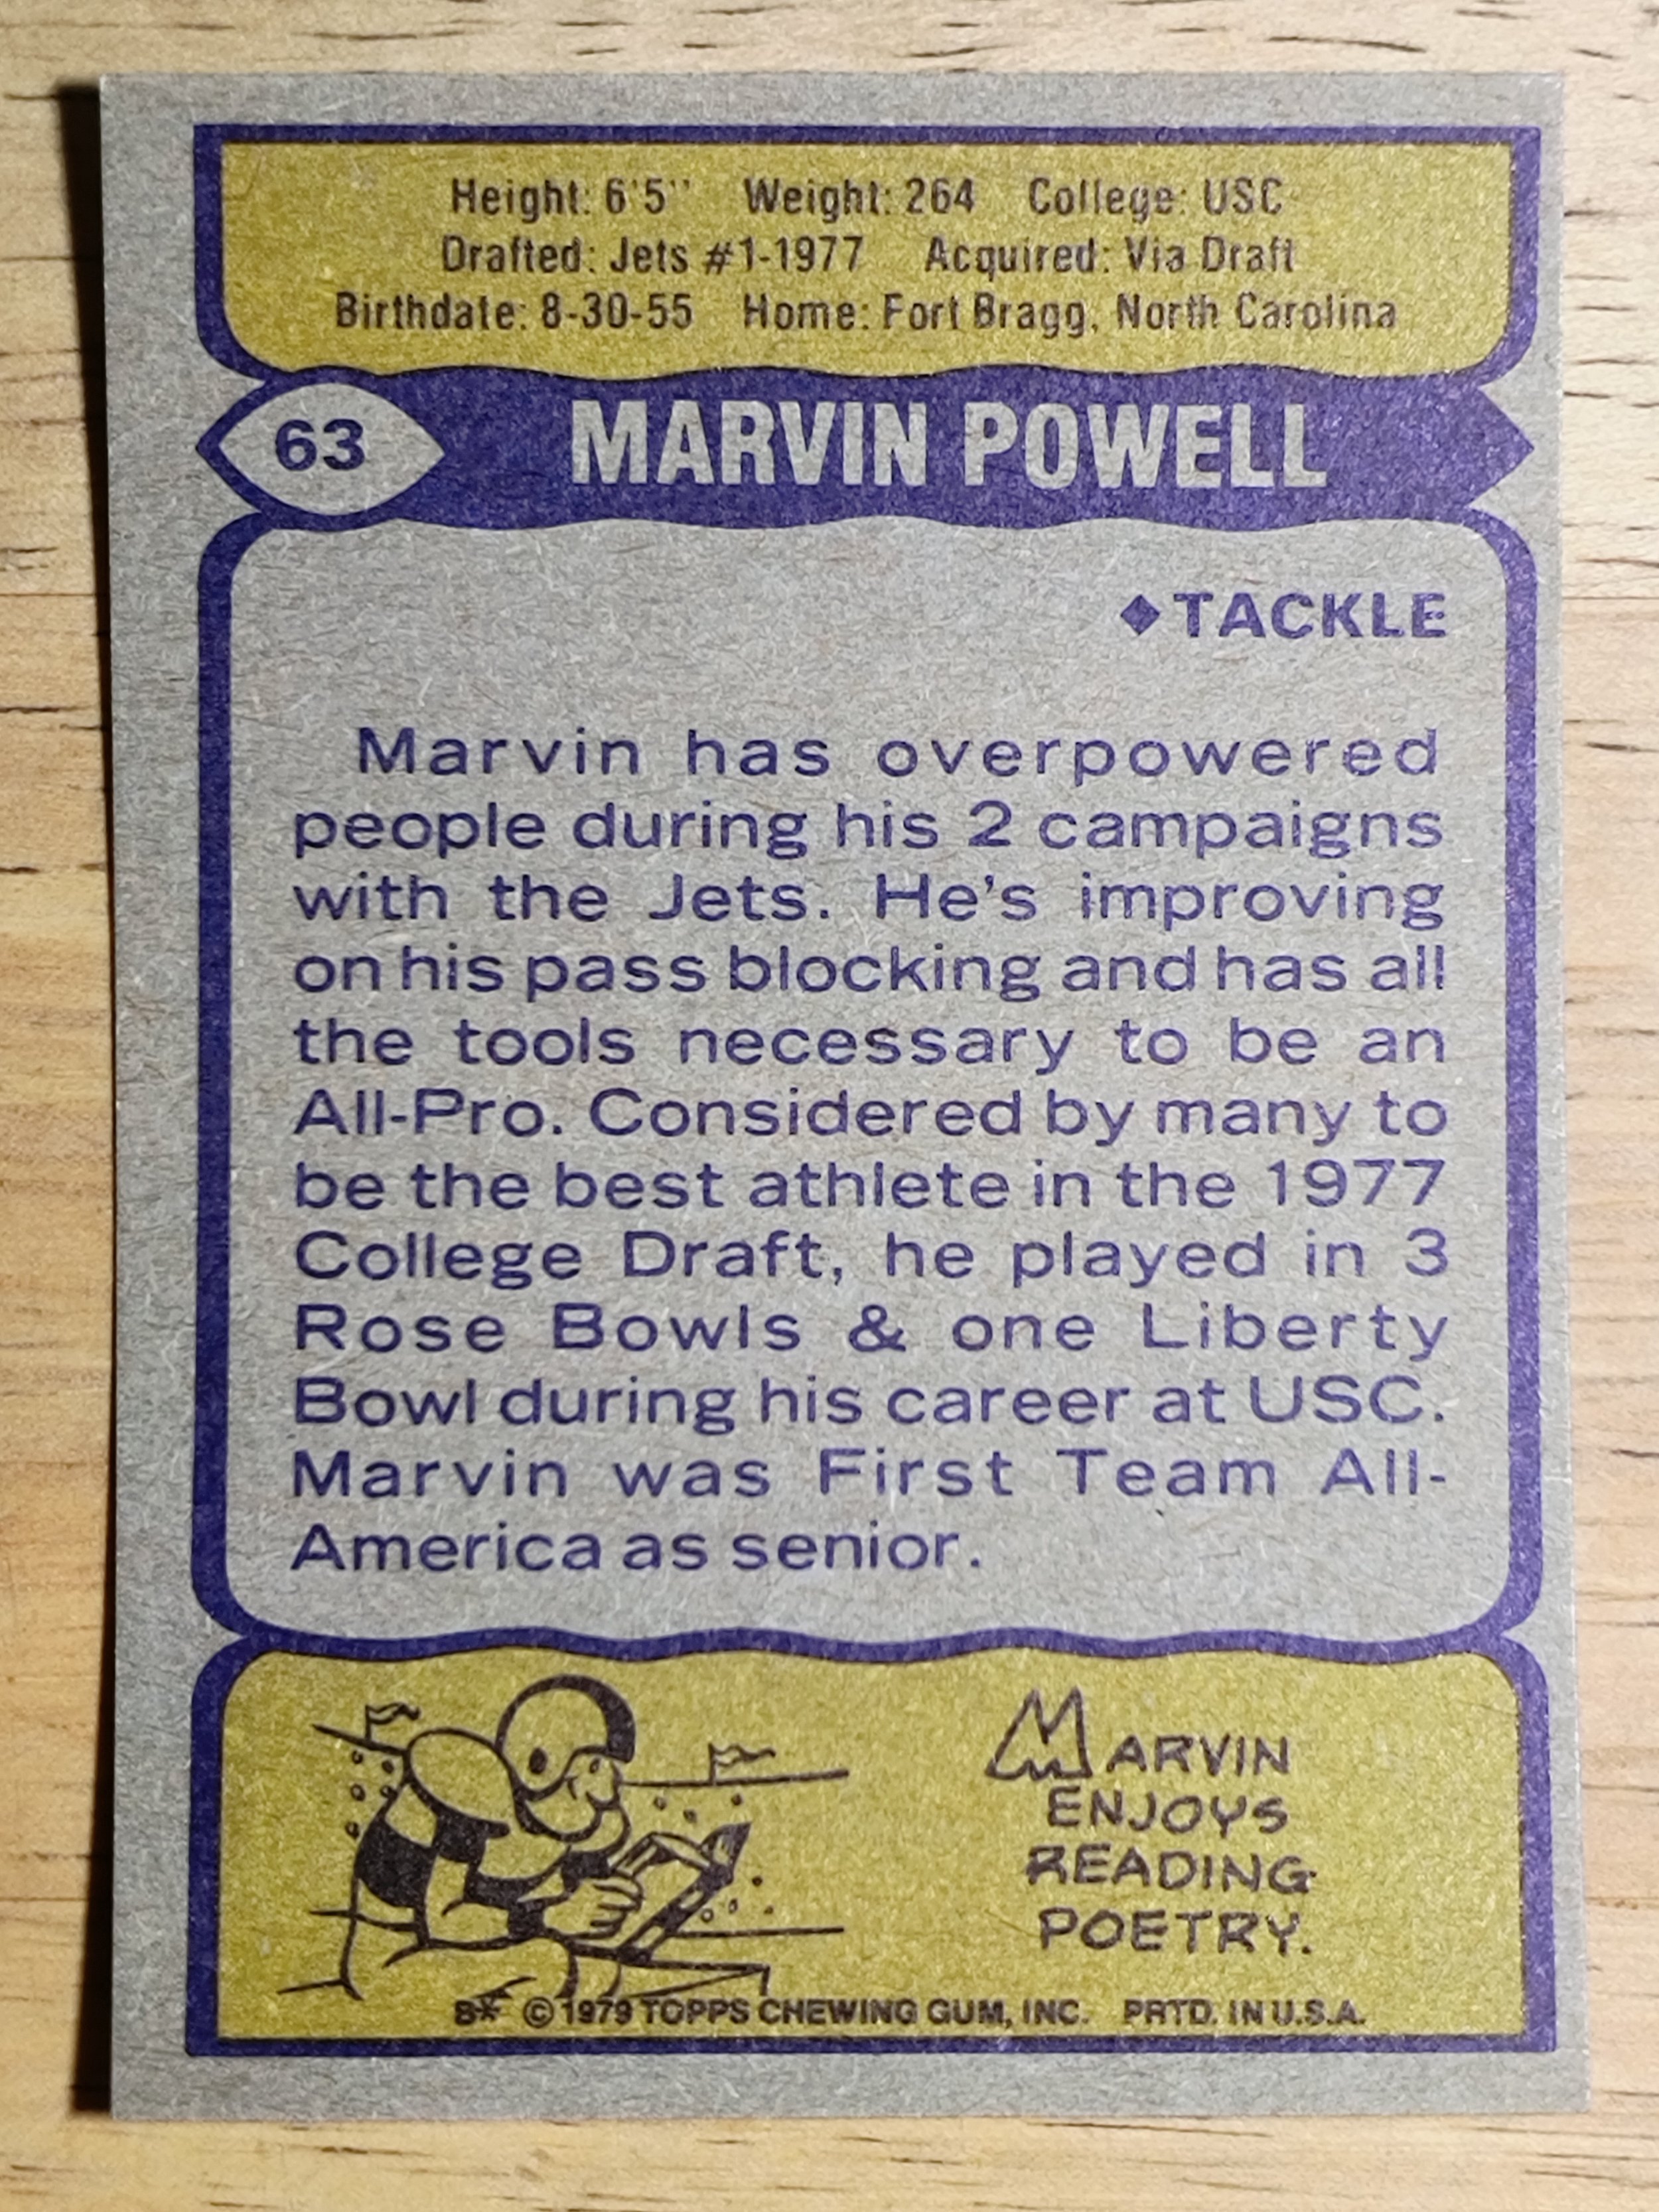 Height: 6'5" Weight: 264 College: USC
Drafted: Jets #1-1977 Acquired: Via Draft
Birthdate: 8-30-55 Home: Fort Bragg, North Carolina
63 MARVIN POWELL
◆TACKLE
Marvin has overpowered
people during his 2 campaigns
with the Jets. He's improving
on his pass blocking and has all
the tools necessary to be an
All-Pro. Considered by many to
be the best athlete in the 1977
College Draft, he played in 3
Rose Bowls & one Liberty
Bowl during his career at USC.
Marvin was First Team All-
America as senior.
MARVIN
ENJOYS
READING
POETRY.
B* © 1979 TOPPS CHEWING GUM, INC. PRTD. IN U.S.A.